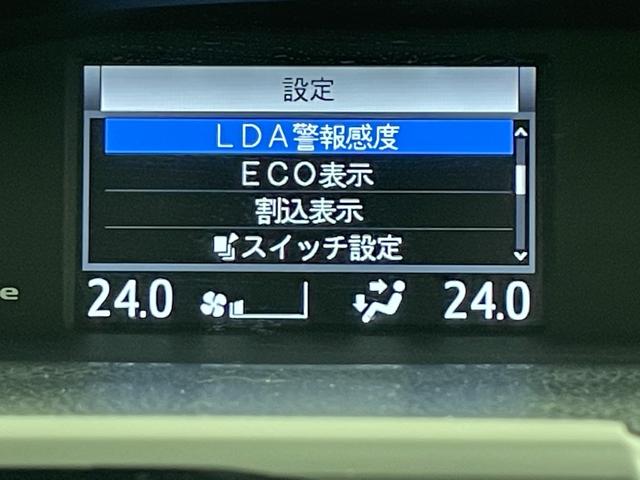 設定
LDA警報感度
ECO表示
割込表示
スイッチ設定
24.0 24.0
e